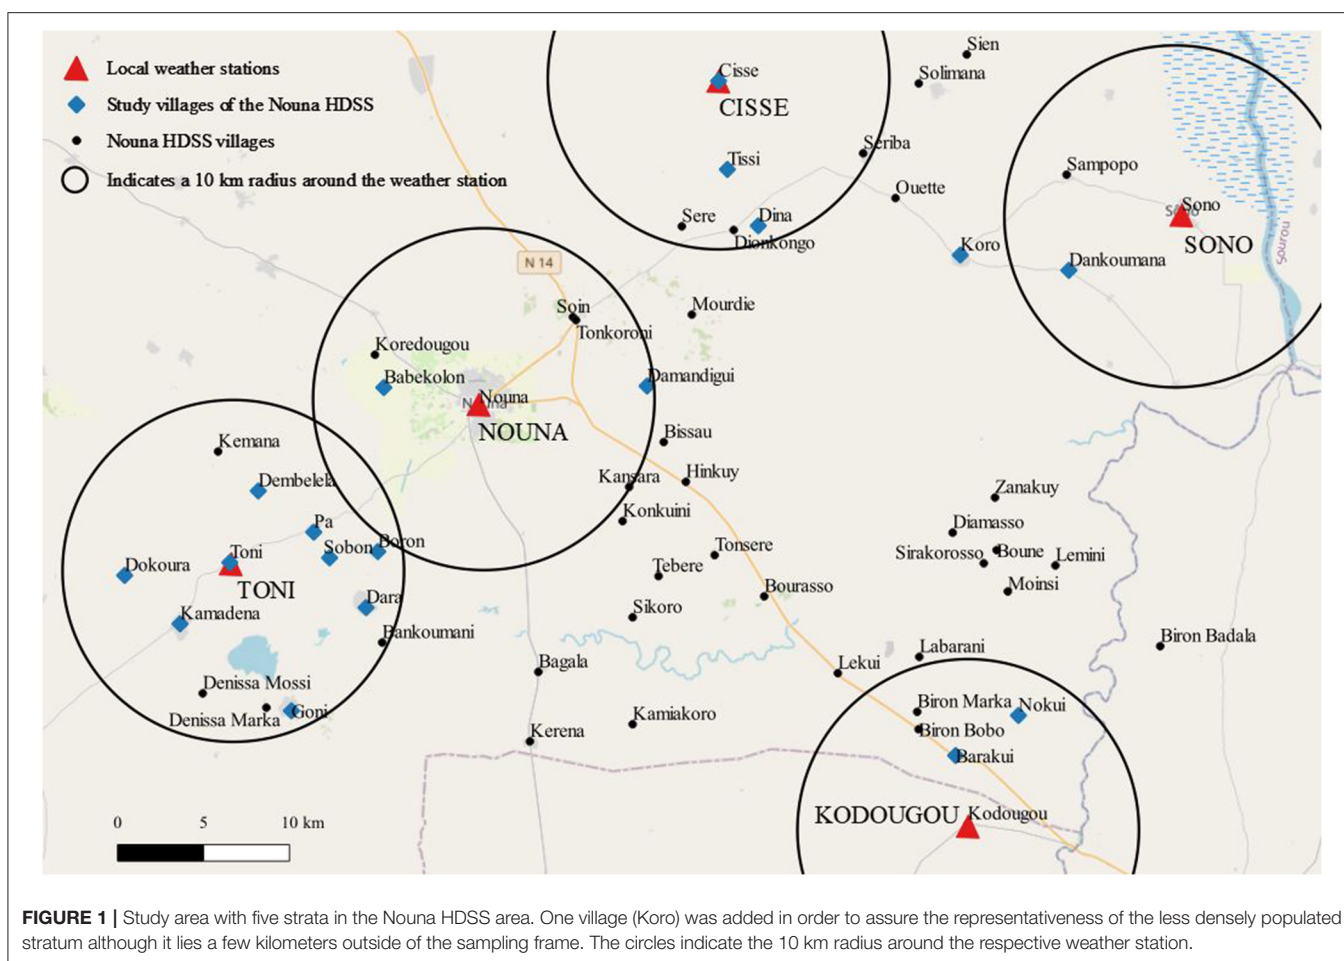 Local weather stations
Study villages of the Nouna HDSS
Nouna HDSS villages
Indicates a 10 km radius around the weather station
Cisse
CISSE
Tissi
Sere
Dina
Dionkongo
Sien
Solimana
Seriba
Ouette
Koro
Sampopo
Sono
SONO
Dankoumana
Sourou
N 14
Soin
Tonkoroni
Mourdie
Koredougou
Babekolon
Nouna
NOUNA
Damandigui
Bissau
Kansara
Hinkuy
Konkuini
Kemana
Dembelela
Pa
Sobon
Boron
Toni
TONI
Dokoura
Kamadena
Dara
Bankoumani
Denissa Mossi
Denissa Marka
Goni
Tonsere
Tebere
Bourasso
Sikoro
Bagala
Kamiakoro
Kerena
Zanakuy
Diamasso
Sirakorosso
Boune
Lemini
Moinsi
Biron Badala
Labarani
Lekui
Biron Marka
Nokui
Biron Bobo
Barakui
KODOUGOU
Kodougou
0 5 10 km
FIGURE 1 | Study area with five strata in the Nouna HDSS area. One village (Koro) was added in order to assure the representativeness of the less densely populated
stratum although it lies a few kilometers outside of the sampling frame. The circles indicate the 10 km radius around the respective weather station.